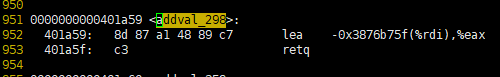 950
951 0000000000401a59 <addval_298>:
952   401a59:  8d 87 a1 48 89 c7       lea    -0x3876b75f(%rdi),%eax
953   401a5f:  c3                      retq
954